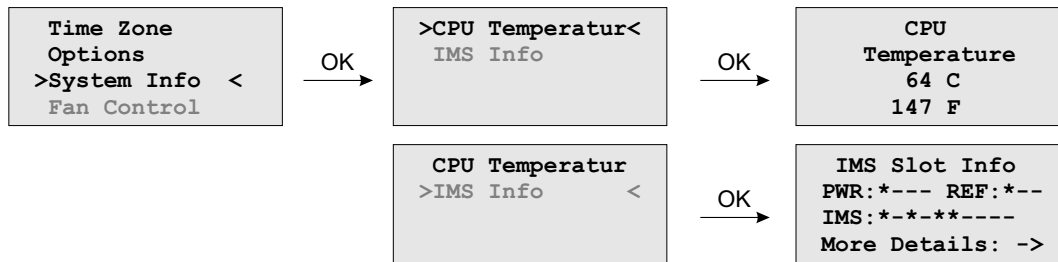 Time Zone
Options
>System Info <
Fan Control
OK
>CPU Temperatur<
IMS Info
OK
CPU
Temperature
64 C
147 F
CPU Temperatur
>IMS Info <
OK
IMS Slot Info
PWR:*--- REF:*--
IMS:*-*-**----
More Details: ->